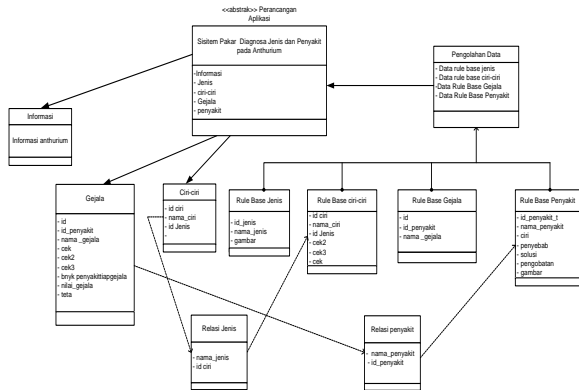 <<abstrak>> Perancangan
Aplikasi
Sisitem Pakar Diagnosa Jenis dan Penyakit
pada Anthurium
-Informasi
- Jenis
- ciri-ciri
- Gejala
- penyakit
Pengolahan Data
- Data rule base jenis
- Data rule base ciri-ciri
-Data Rule Base Gejala
- Data Rule Base Penyakit
Informasi
Informasi anthurium
Gejala
- id
- id_penyakit
- nama _gejala
- cek
- cek2
- cek3
- bnyk penyakittiapgejala
- nilai_gejala
- teta
Ciri-ciri
- id ciri
- nama_ciri
- id Jenis
-
Rule Base Jenis
- id_jenis
- nama_jenis
- gambar
Rule Base ciri-ciri
- id ciri
- nama_ciri
- id Jenis
- cek2
- cek3
- cek
Rule Base Gejala
- id
- id_penyakit
- nama _gejala
Rule Base Penyakit
- id_penyakit_t
- nama_penyakit
- ciri
- penyebab
- solusi
- pengobatan
- gambar
Relasi Jenis
- nama_jenis
- id ciri
Relasi penyakit
- nama_penyakit
- id_penyakit